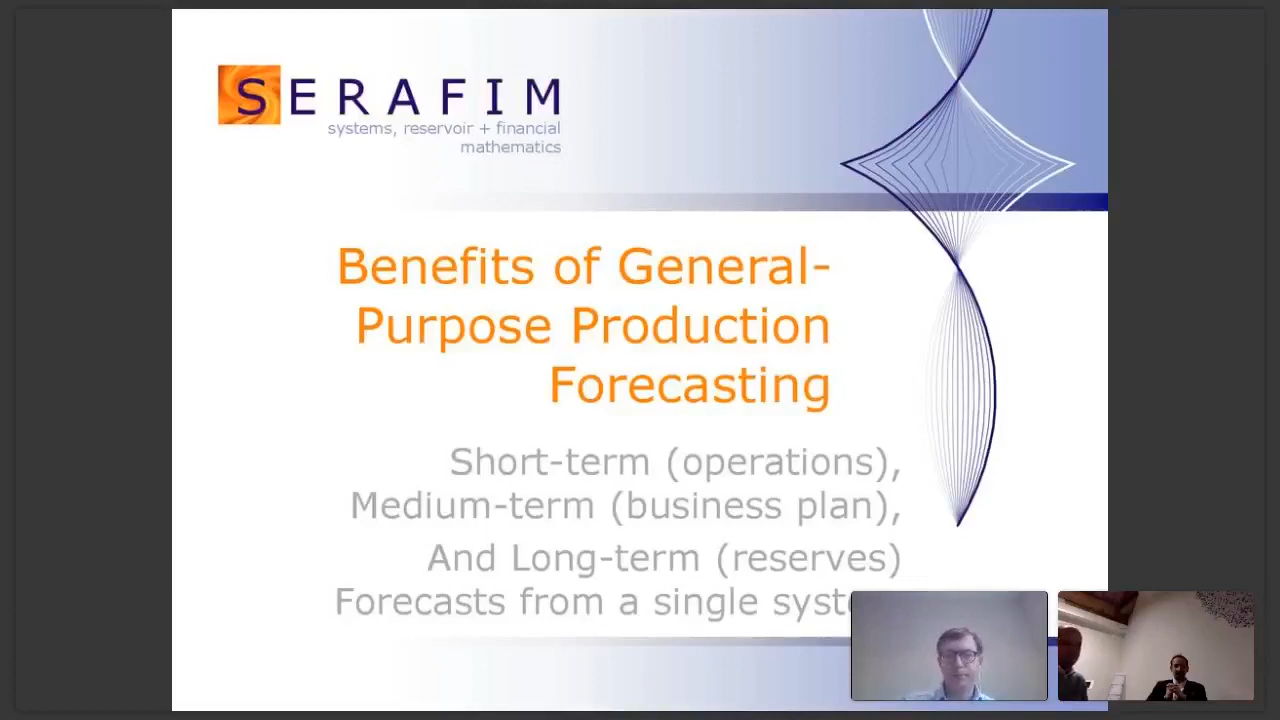 SERAFIM
systems, reservoir + financial
mathematics
Benefits of General-
Purpose Production
Forecasting
Short-term (operations),
Medium-term (business plan),
And Long-term (reserves)
Forecasts from a single